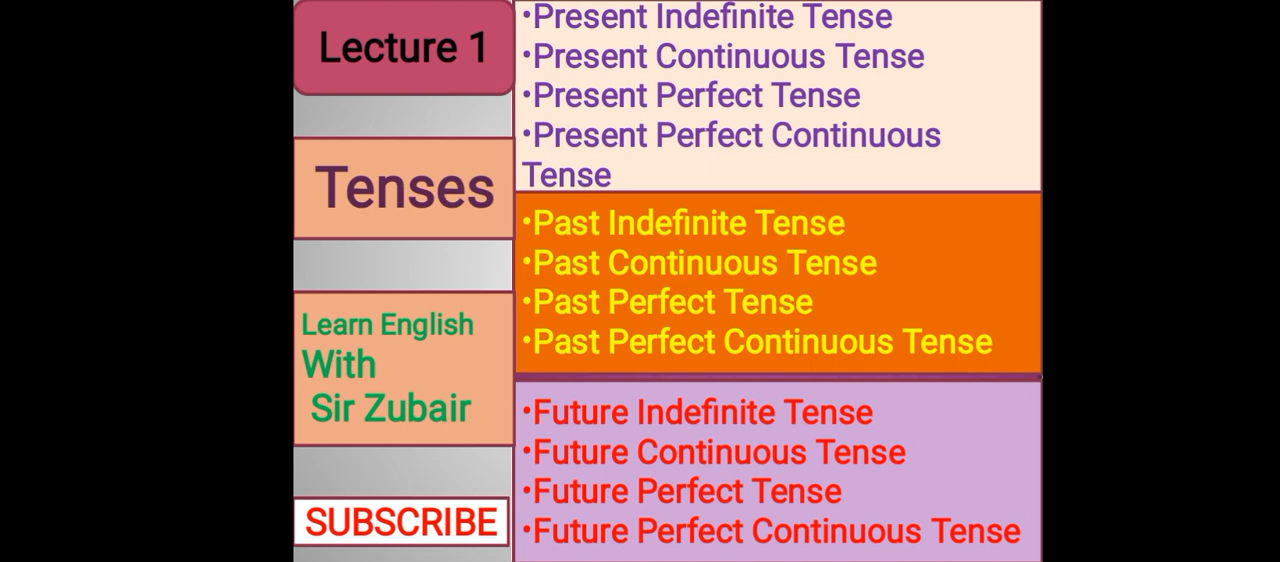 Lecture 1
Tenses
Learn English
With
Sir Zubair
SUBSCRIBE
•Present Indefinite Tense
•Present Continuous Tense
•Present Perfect Tense
•Present Perfect Continuous
Tense
•Past Indefinite Tense
•Past Continuous Tense
•Past Perfect Tense
•Past Perfect Continuous Tense
•Future Indefinite Tense
•Future Continuous Tense
•Future Perfect Tense
•Future Perfect Continuous Tense